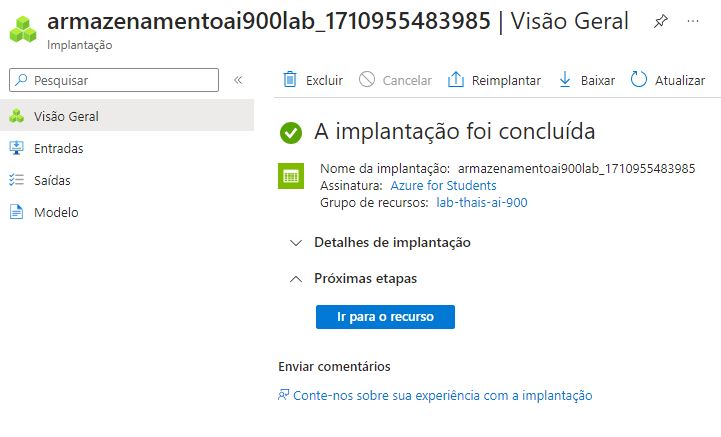 armazenamentoai900lab_1710955483985 | Visão Geral
Implantação
Pesquisar
Excluir Cancelar Reimplantar Baixar Atualizar
Visão Geral
Entradas
Saídas
Modelo
A implantação foi concluída
Nome da implantação: armazenamentoai900lab_1710955483985
Assinatura: Azure for Students
Grupo de recursos: lab-thais-ai-900
Detalhes de implantação
Próximas etapas
Ir para o recurso
Enviar comentários
Conte-nos sobre sua experiência com a implantação